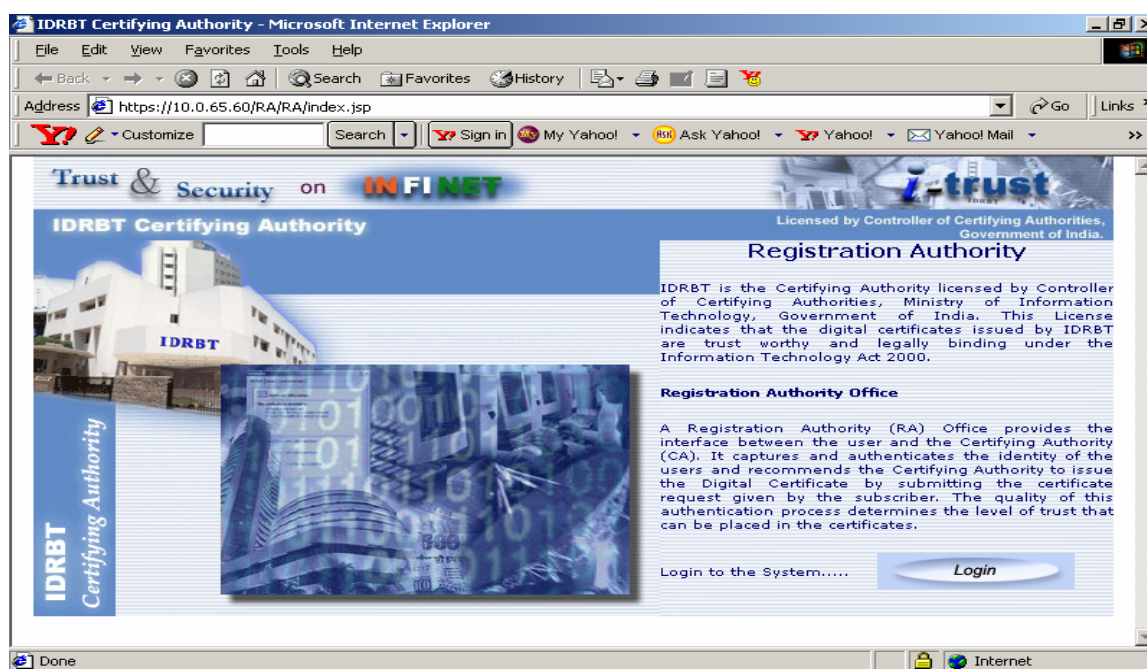 IDRBT Certifying Authority - Microsoft Internet Explorer
File Edit View Favorites Tools Help
Back Search Favorites History
Address https://10.0.65.60/RA/RA/index.jsp Go Links
Y! Customize Search Y! Sign in My Yahoo! ASK Ask Yahoo! Y! Yahoo! Yahoo! Mail
Trust & Security on INFINET
i-trust
IDRBT
IDRBT Certifying Authority
Licensed by Controller of Certifying Authorities,
Government of India.
Registration Authority
IDRBT is the Certifying Authority licensed by Controller
of Certifying Authorities, Ministry of Information
Technology, Government of India. This License
indicates that the digital certificates issued by IDRBT
are trust worthy and legally binding under the
Information Technology Act 2000.
IDRBT
Registration Authority Office
A Registration Authority (RA) Office provides the
interface between the user and the Certifying Authority
(CA). It captures and authenticates the identity of the
users and recommends the Certifying Authority to issue
the Digital Certificate by submitting the certificate
request given by the subscriber. The quality of this
authentication process determines the level of trust that
can be placed in the certificates.
IDRBT
Certifying Authority
Login to the System..... Login
Done Internet